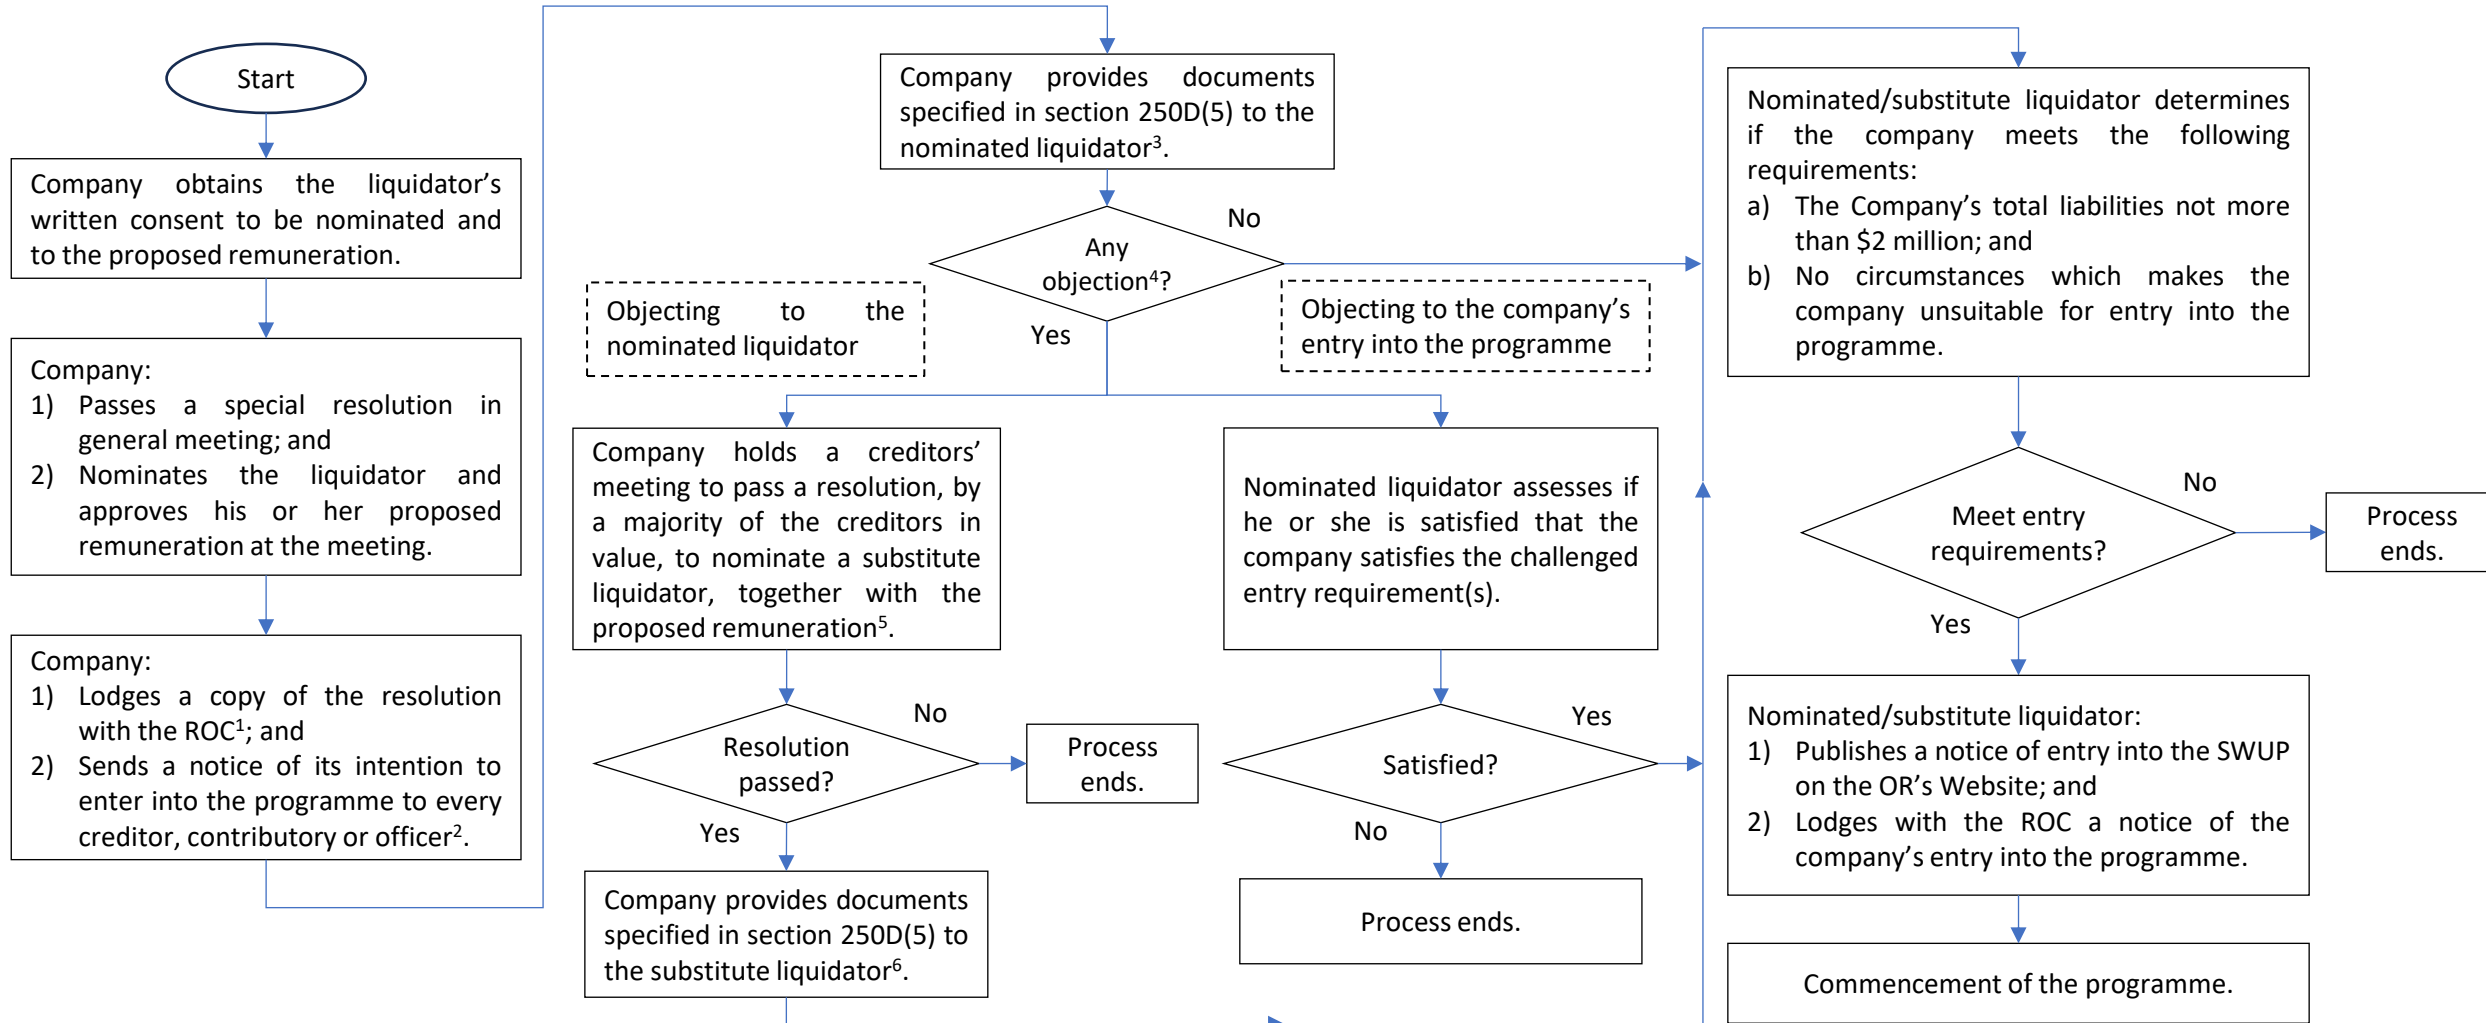 Start
Company obtains the liquidator’s
written consent to be nominated and
to the proposed remuneration.
Company:
1) Passes a special resolution in
general meeting; and
2) Nominates the liquidator and
approves his or her proposed
remuneration at the meeting.
Company:
1) Lodges a copy of the resolution
with the ROC¹; and
2) Sends a notice of its intention to
enter into the programme to every
creditor, contributory or officer².
Company provides documents
specified in section 250D(5) to the
nominated liquidator³.
Any
objection⁴?
No
Yes
Objecting to the
nominated liquidator
Objecting to the company’s
entry into the programme
Company holds a creditors’
meeting to pass a resolution, by
a majority of the creditors in
value, to nominate a substitute
liquidator, together with the
proposed remuneration⁵.
Resolution
passed?
No
Process
ends.
Yes
Company provides documents
specified in section 250D(5) to
the substitute liquidator⁶.
Nominated liquidator assesses if
he or she is satisfied that the
company satisfies the challenged
entry requirement(s).
Satisfied?
Yes
No
Process ends.
Nominated/substitute liquidator determines
if the company meets the following
requirements:
a) The Company’s total liabilities not more
than $2 million; and
b) No circumstances which makes the
company unsuitable for entry into the
programme.
Meet entry
requirements?
No
Process
ends.
Yes
Nominated/substitute liquidator:
1) Publishes a notice of entry into the SWUP
on the OR’s Website; and
2) Lodges with the ROC a notice of the
company’s entry into the programme.
Commencement of the programme.